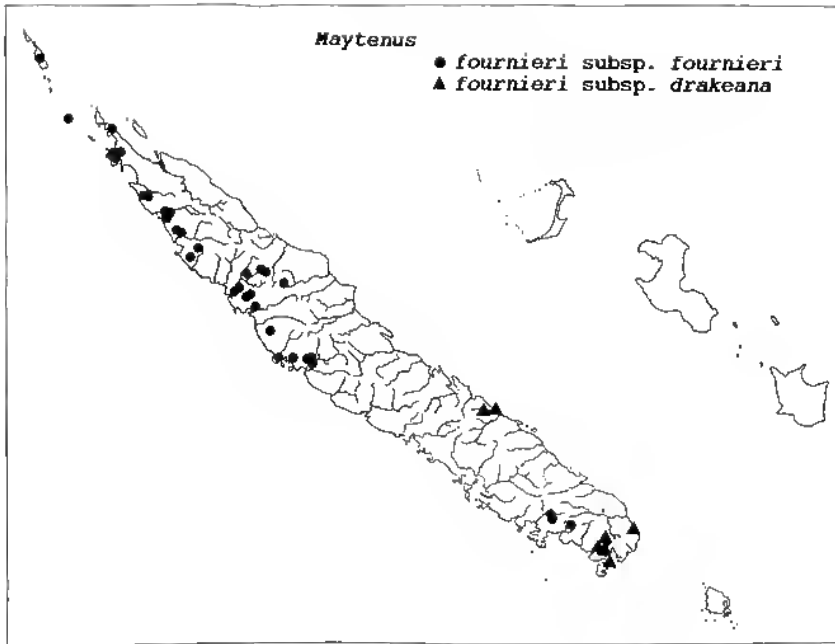 Maytenus
● fournieri subsp. fournieri
▲ fournieri subsp. drakeana